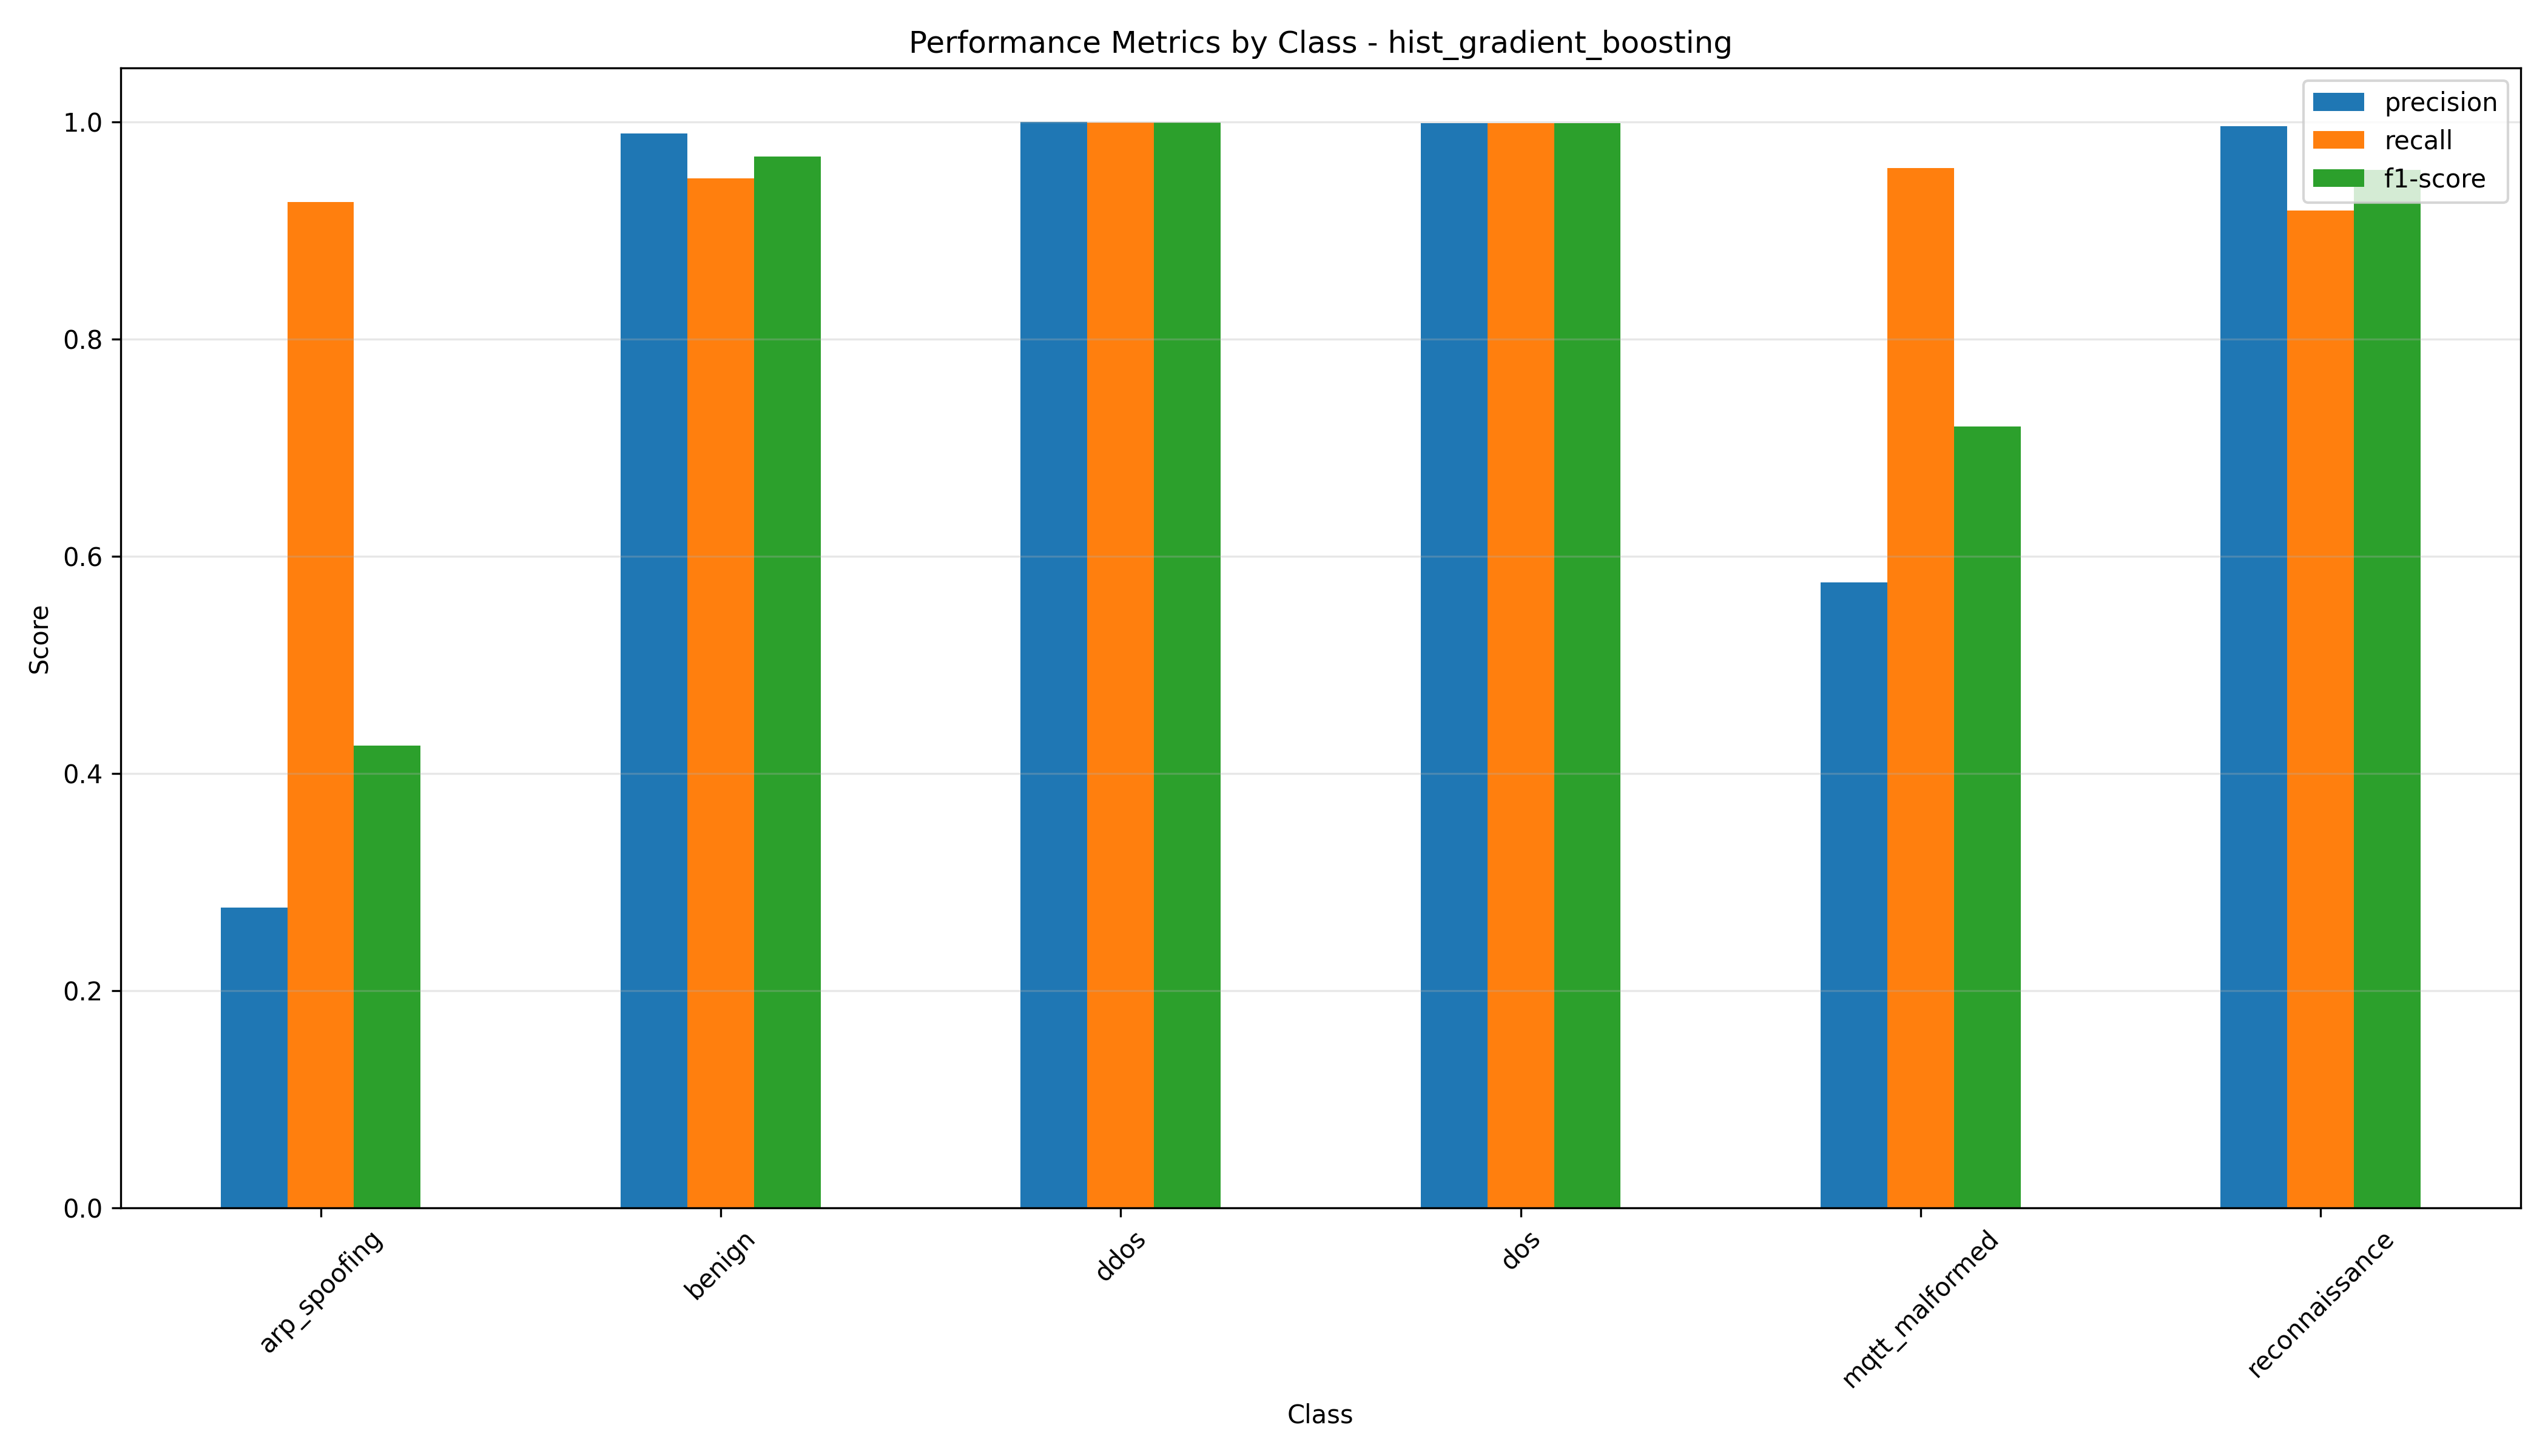 Performance Metrics by Class - hist_gradient_boosting
precision
recall
f1-score
1.0
0.8
0.6
0.4
0.2
0.0
Score
arp_spoofing
benign
ddos
dos
mqtt_malformed
reconnaissance
Class